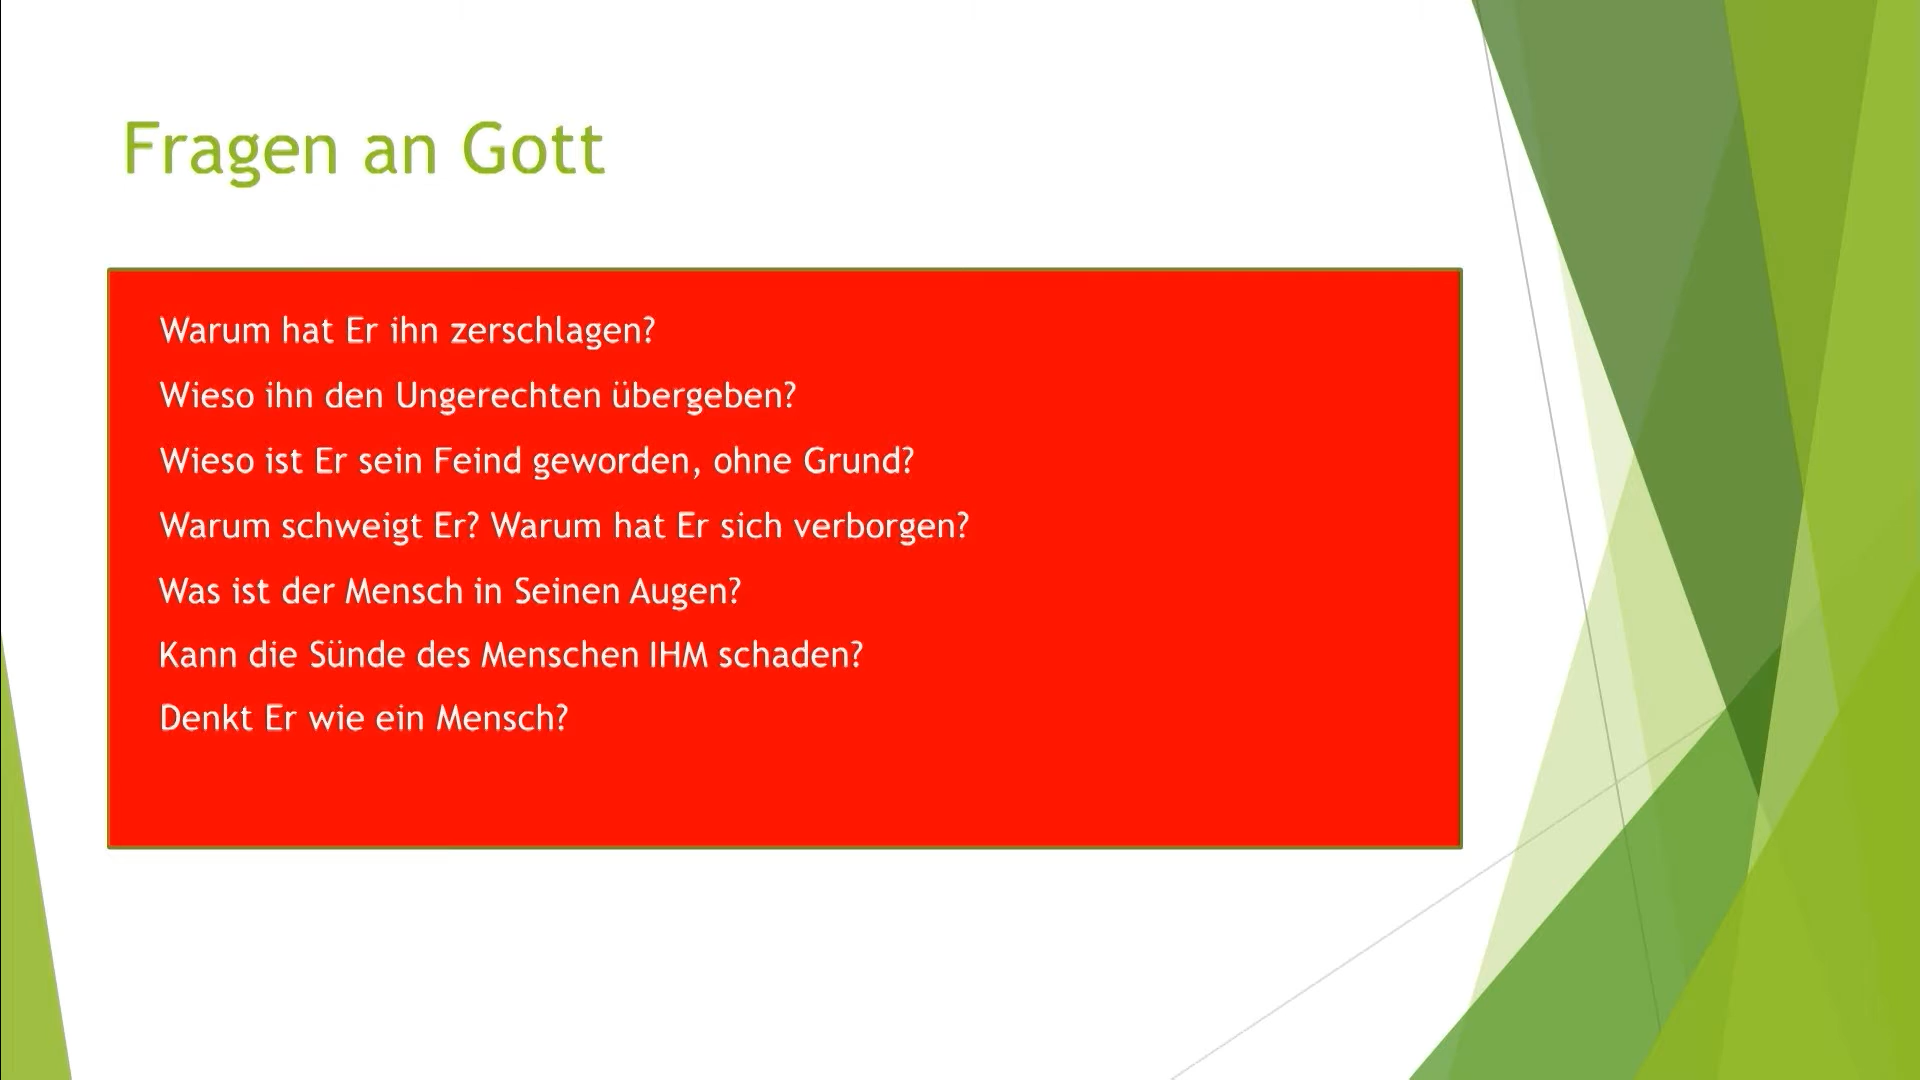 Fragen an Gott
Warum hat Er ihn zerschlagen?
Wieso ihn den Ungerechten übergeben?
Wieso ist Er sein Feind geworden, ohne Grund?
Warum schweigt Er? Warum hat Er sich verborgen?
Was ist der Mensch in Seinen Augen?
Kann die Sünde des Menschen IHM schaden?
Denkt Er wie ein Mensch?